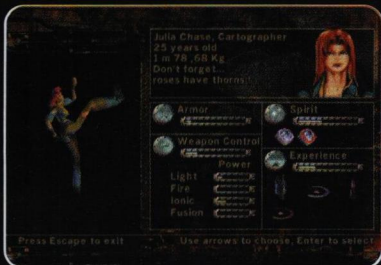 Julia Chase, Cartographer
25 years old
1 m 78 ,68 Kg
Don't forget...
roses have thorns
Armor
Spirit
Weapon Control
Power
Light
Fire
Ionic
Fusion
Experience
Press Escape to exit
Use arrows to choose, Enter to select